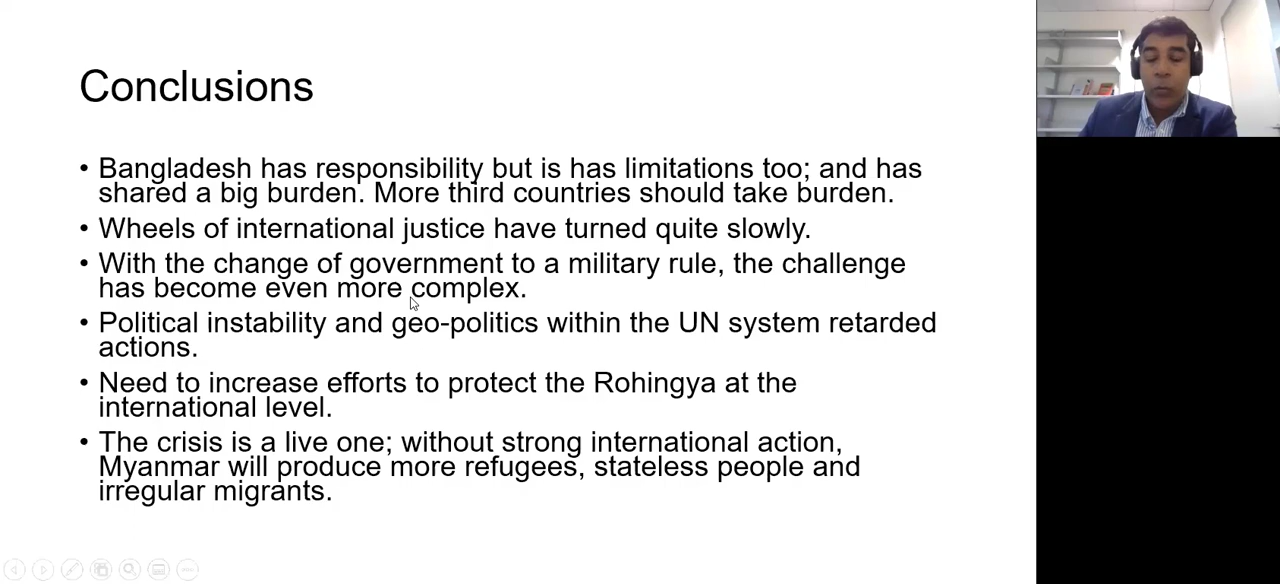 Conclusions
• Bangladesh has responsibility but is has limitations too; and has
shared a big burden. More third countries should take burden.
• Wheels of international justice have turned quite slowly.
• With the change of government to a military rule, the challenge
has become even more complex.
• Political instability and geo-politics within the UN system retarded
actions.
• Need to increase efforts to protect the Rohingya at the
international level.
• The crisis is a live one; without strong international action,
Myanmar will produce more refugees, stateless people and
irregular migrants.